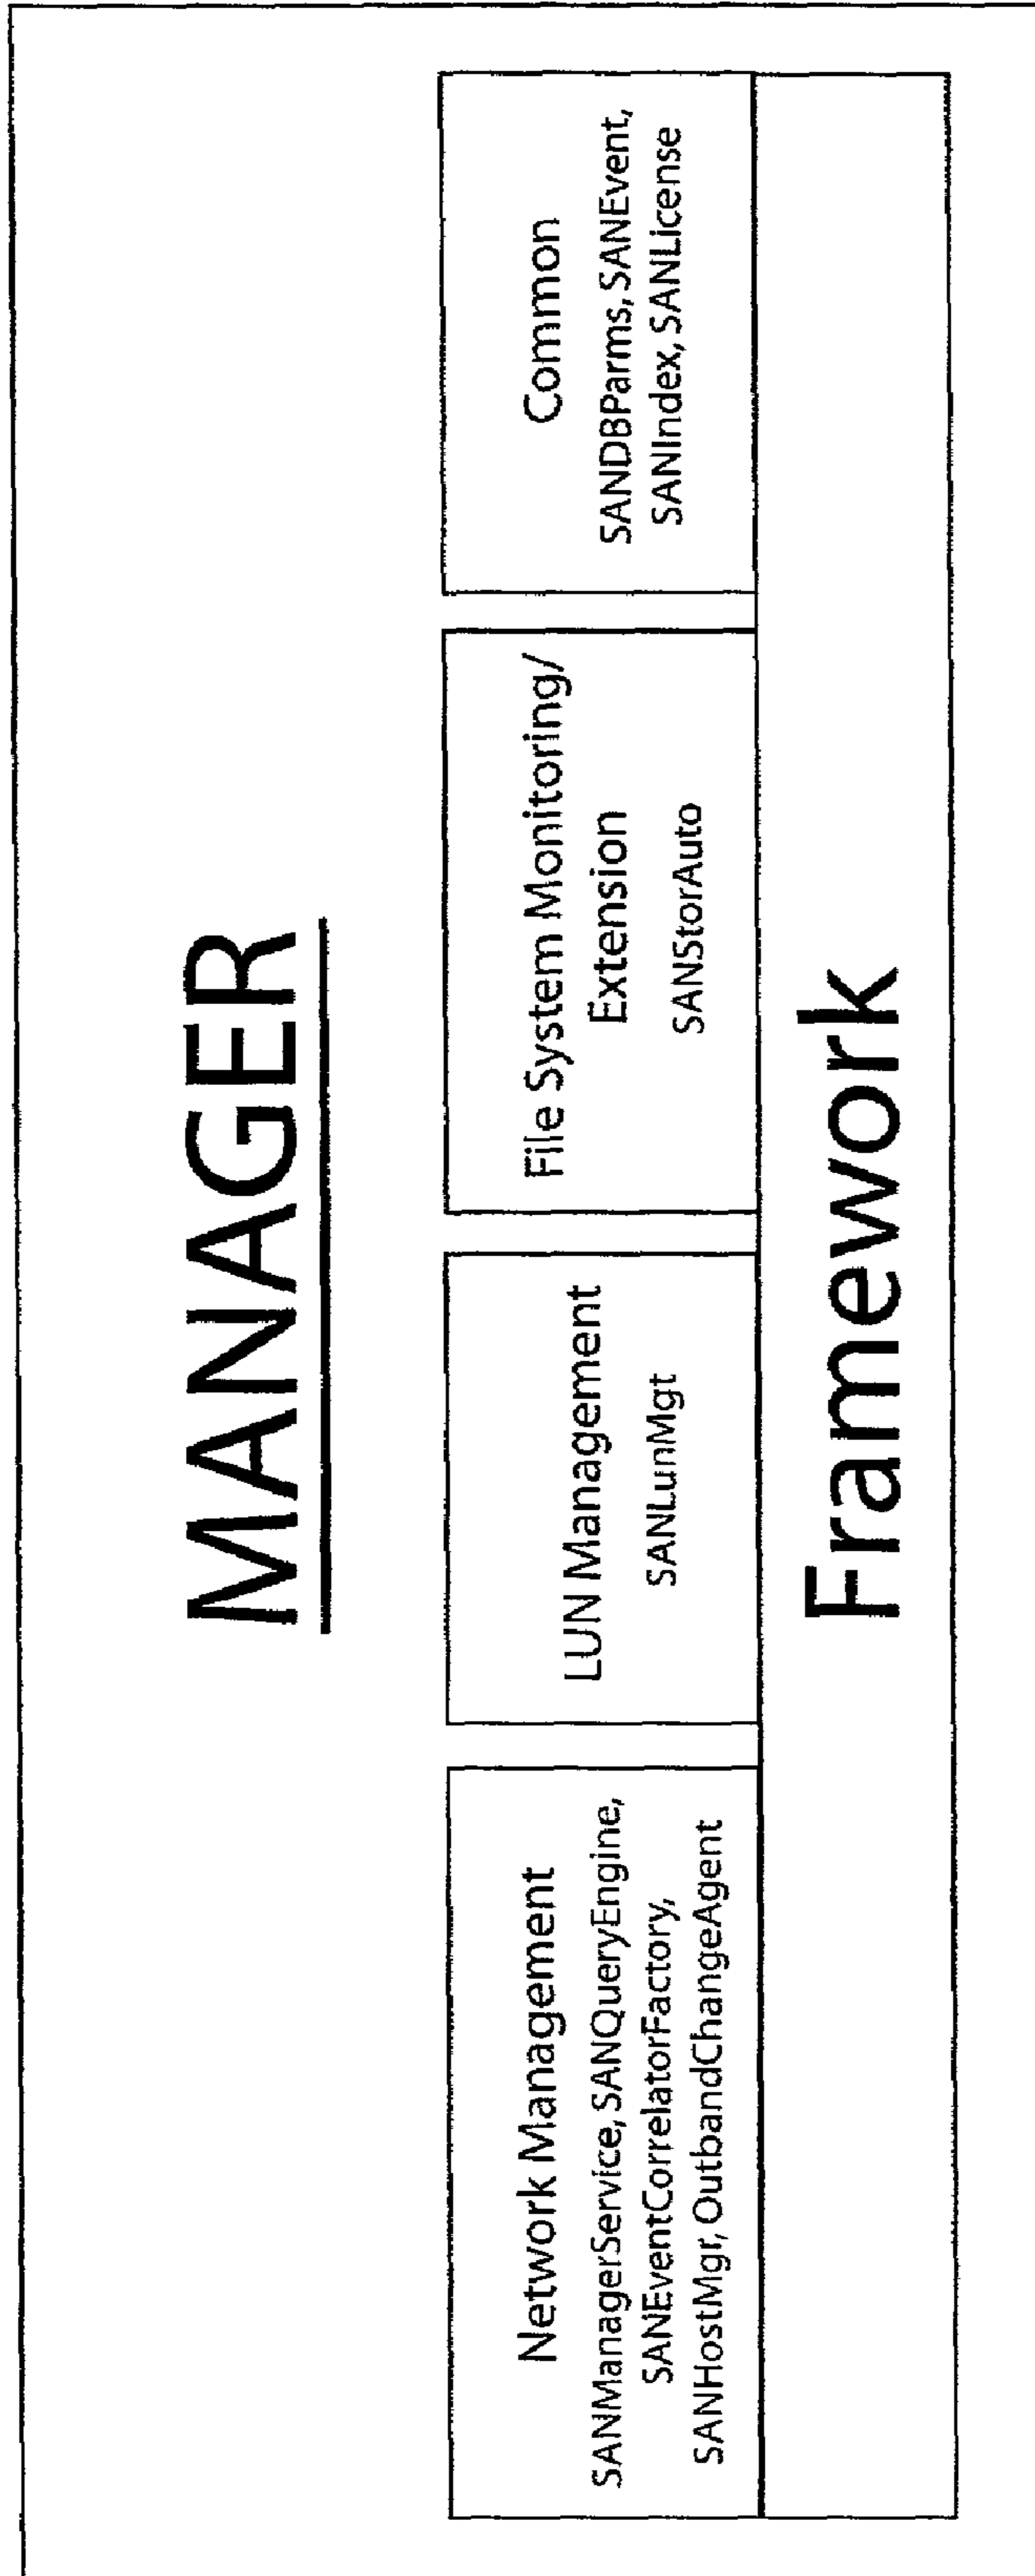 MANAGER
Network Management
SANManagerService, SANQueryEngine,
SANEventCorrelatorFactory,
SANHostMgr, OutbandChangeAgent
LUN Management
SANLunMgt
File System Monitoring/
Extension
SANStorAuto
Common
SANDBParms, SANEvent,
SANIndex, SANLicense
Framework